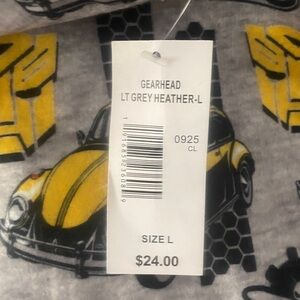 GEARHEAD
LT GREY HEATHER-L
0925
CL
SIZE L
$24.00